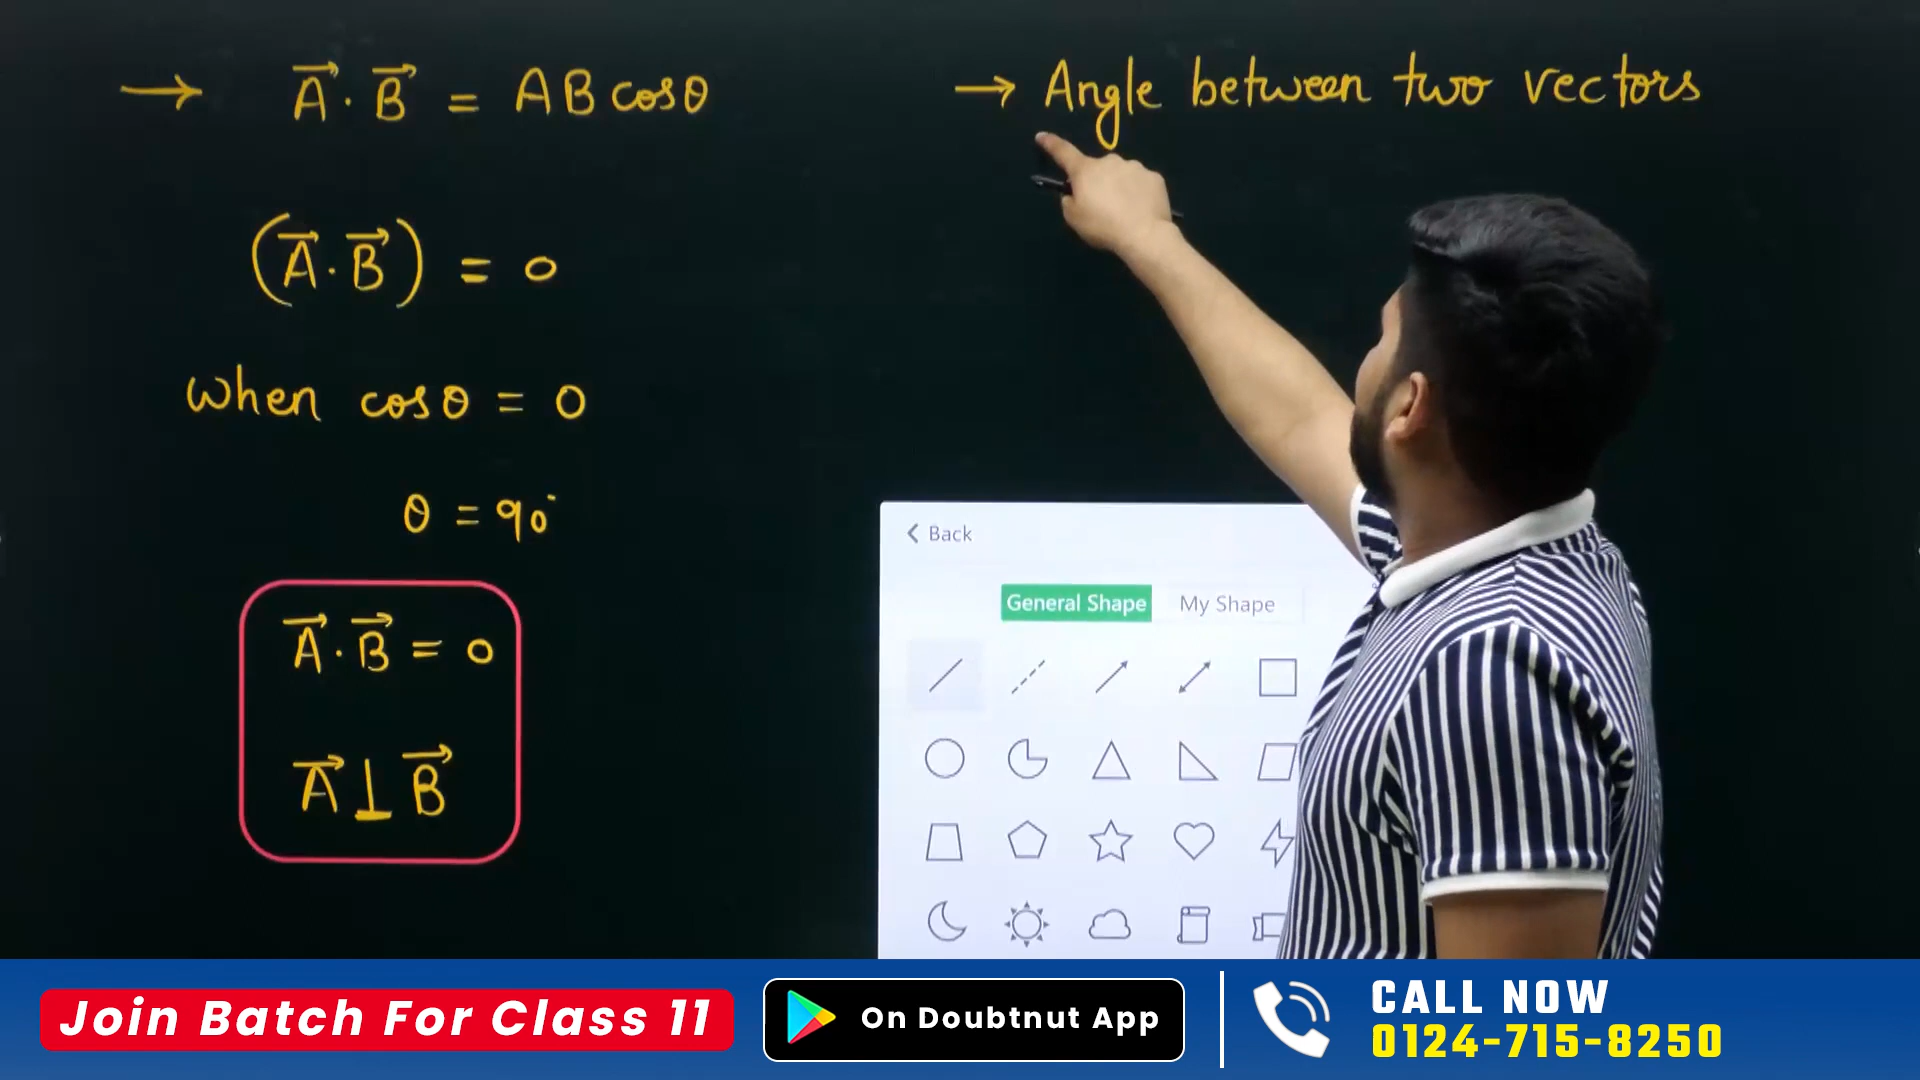 → A⃗ · B⃗ = AB cosθ
(A⃗ · B⃗) = 0
when cosθ = 0
θ = 90°
A⃗ · B⃗ = 0
A⃗ ⊥ B⃗
→ Angle between two vectors
Back
General Shape My Shape
Join Batch For Class 11
On Doubtnut App
CALL NOW
0124-715-8250